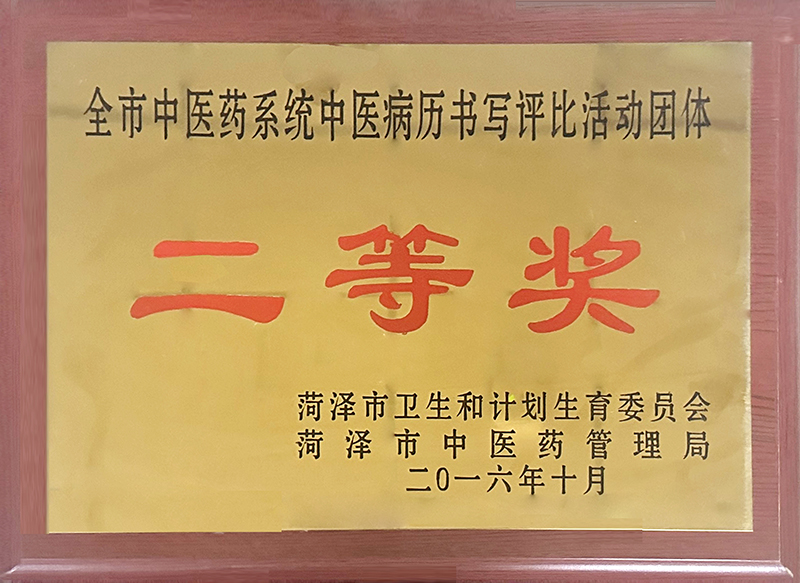 全市中医药系统中医病历书写评比活动团体
二等奖
菏泽市卫生和计划生育委员会
菏泽市中医药管理局
二0一六年十月